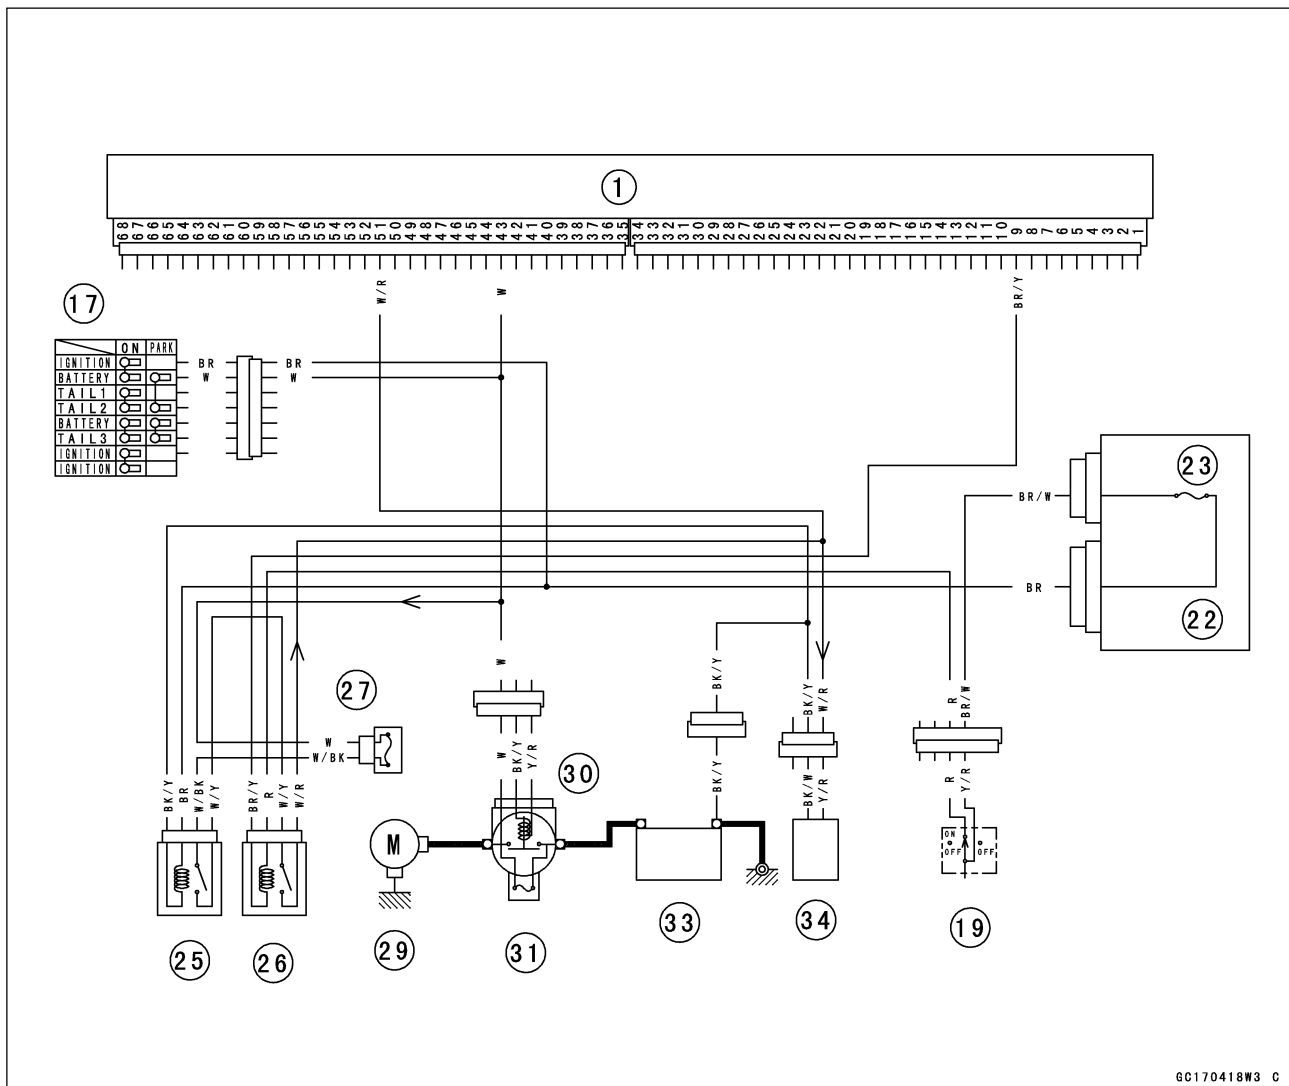 1
68 67 66 65 64 63 62 61 60 59 58 57 56 55 54 53 52 51 50 49 48 47 46 45 44 43 42 41 40 39 38 37 36 35 34 33 32 31 30 29 28 27 26 25 24 23 22 21 20 19 18 17 16 15 14 13 12 11 10 9 8 7 6 5 4 3 2 1
W/R
W
BR/Y
17
ON PARK
IGNITION
BATTERY
TAIL1
TAIL2
BATTERY
TAIL3
IGNITION
IGNITION
BR
W
BR
W
23
BR/W
BR
22
W
BK/Y
BK/Y
W/R
R
BR/W
27
W
W/BK
BK/Y
BR
W/BK
W/Y
BR/Y
R
W/Y
W/R
W
BK/Y
Y/R
30
BK/Y
BK/W
Y/R
R
Y/R
M
ON
OFF
OFF
25
26
29
31
33
34
19
GC170418W3 C